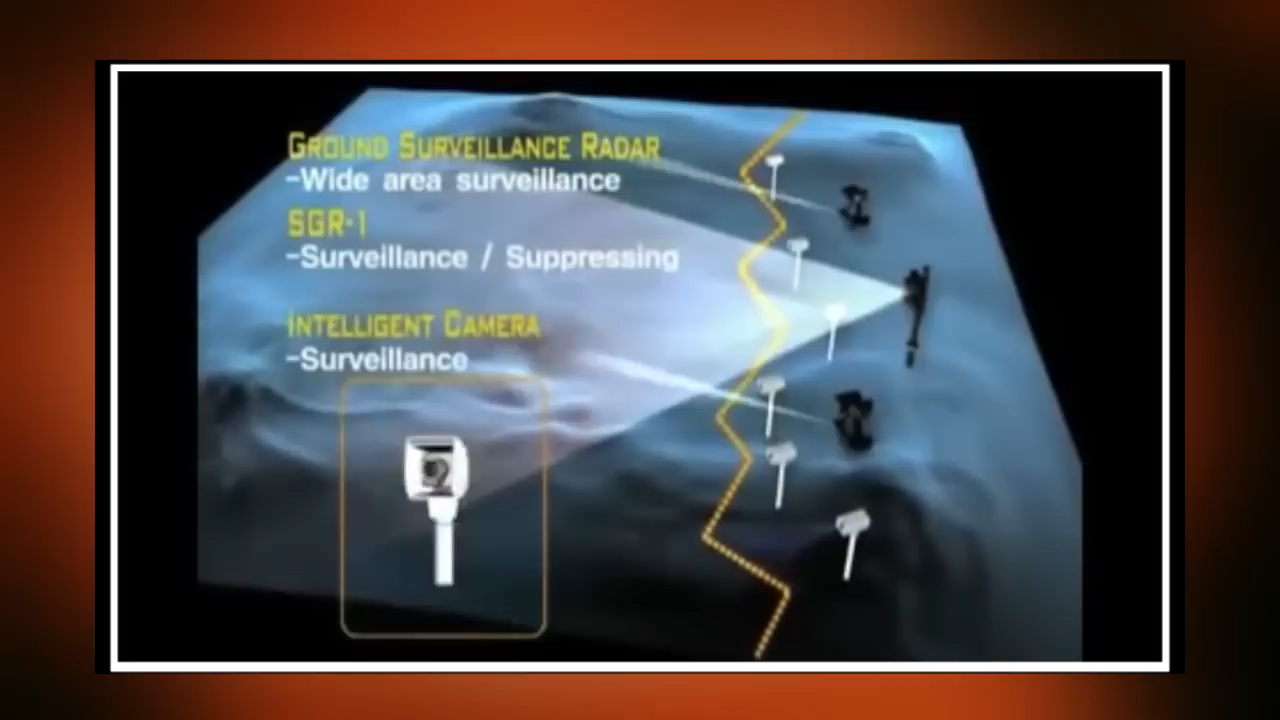 GROUND SURVEILLANCE RADAR
-Wide area surveillance
SGR-1
-Surveillance / Suppressing
INTELLIGENT CAMERA
-Surveillance